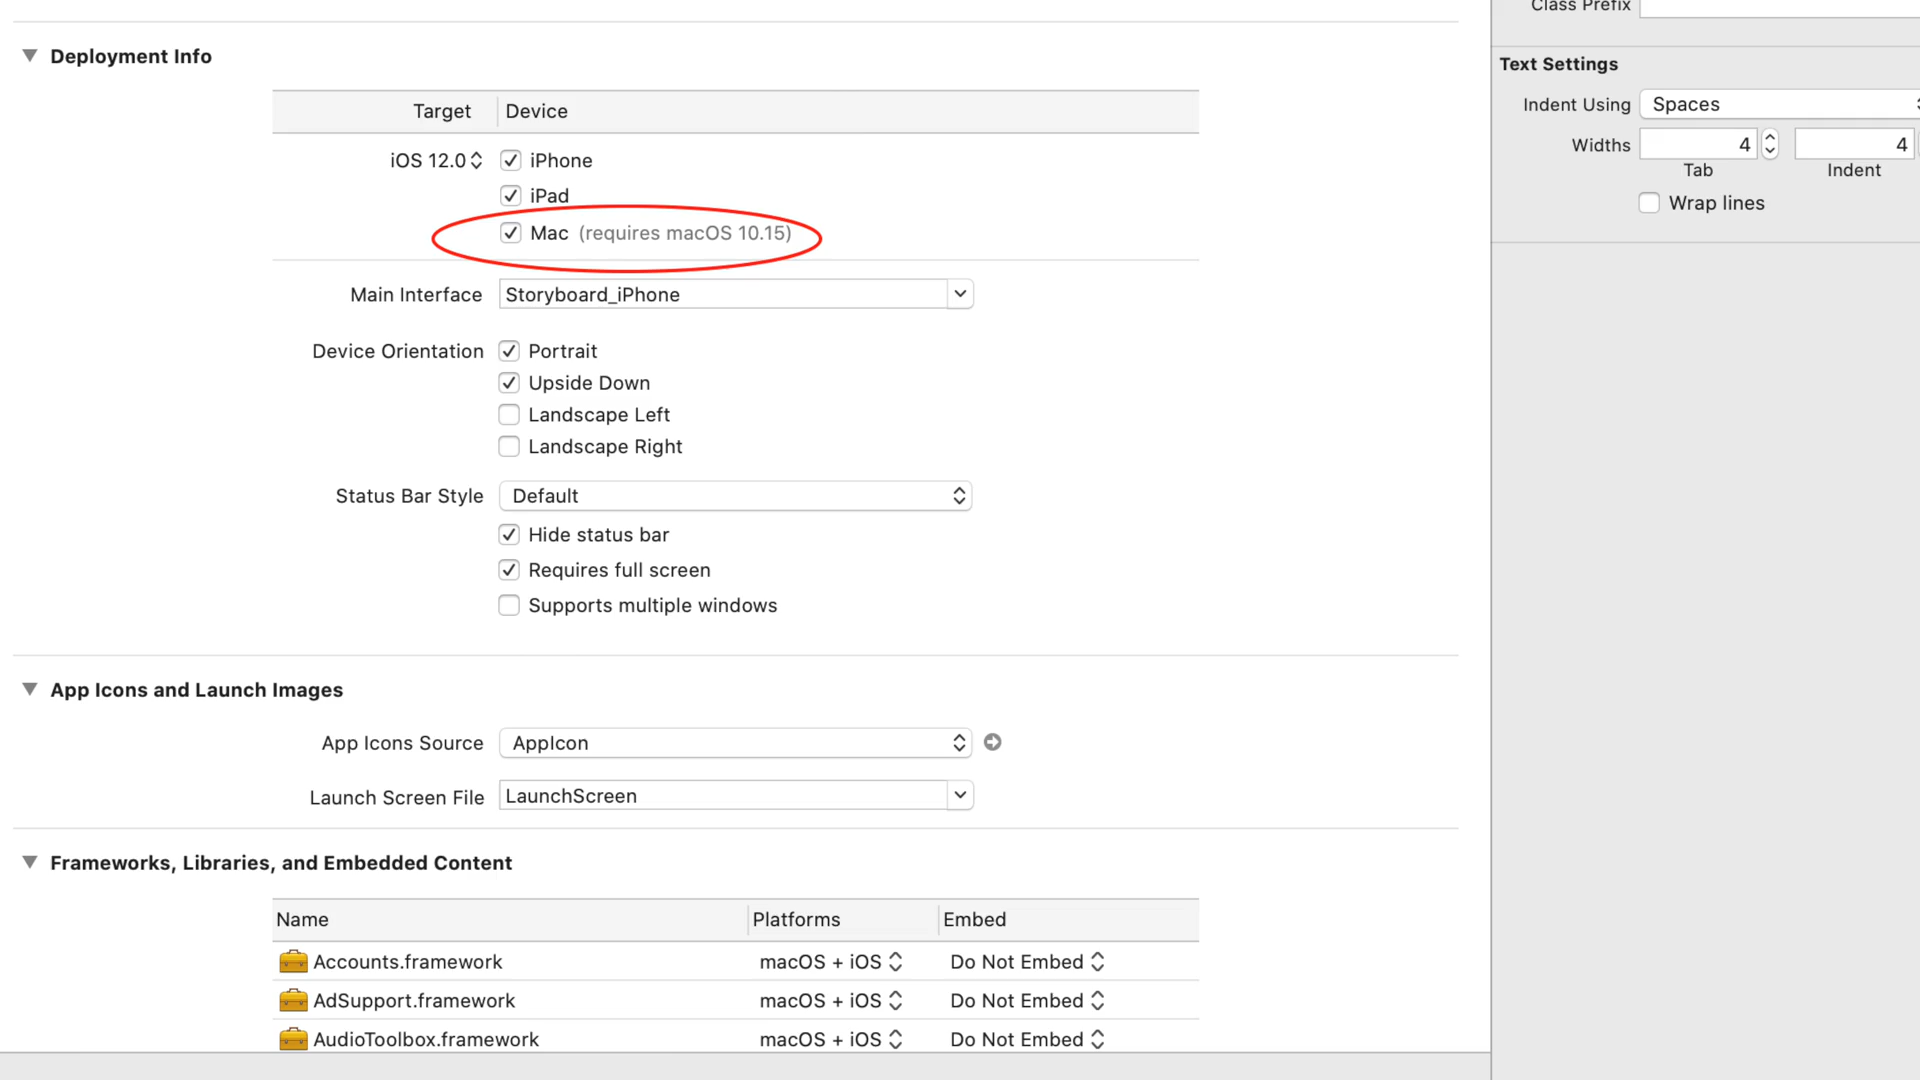 Class Prefix
Deployment Info
Target Device
iOS 12.0 iPhone
iPad
Mac (requires macOS 10.15)
Main Interface Storyboard_iPhone
Device Orientation Portrait
Upside Down
Landscape Left
Landscape Right
Status Bar Style Default
Hide status bar
Requires full screen
Supports multiple windows
App Icons and Launch Images
App Icons Source AppIcon
Launch Screen File LaunchScreen
Frameworks, Libraries, and Embedded Content
Name Platforms Embed
Accounts.framework macOS + iOS Do Not Embed
AdSupport.framework macOS + iOS Do Not Embed
AudioToolbox.framework macOS + iOS Do Not Embed
Text Settings
Indent Using Spaces
Widths 4 4
Tab Indent
Wrap lines